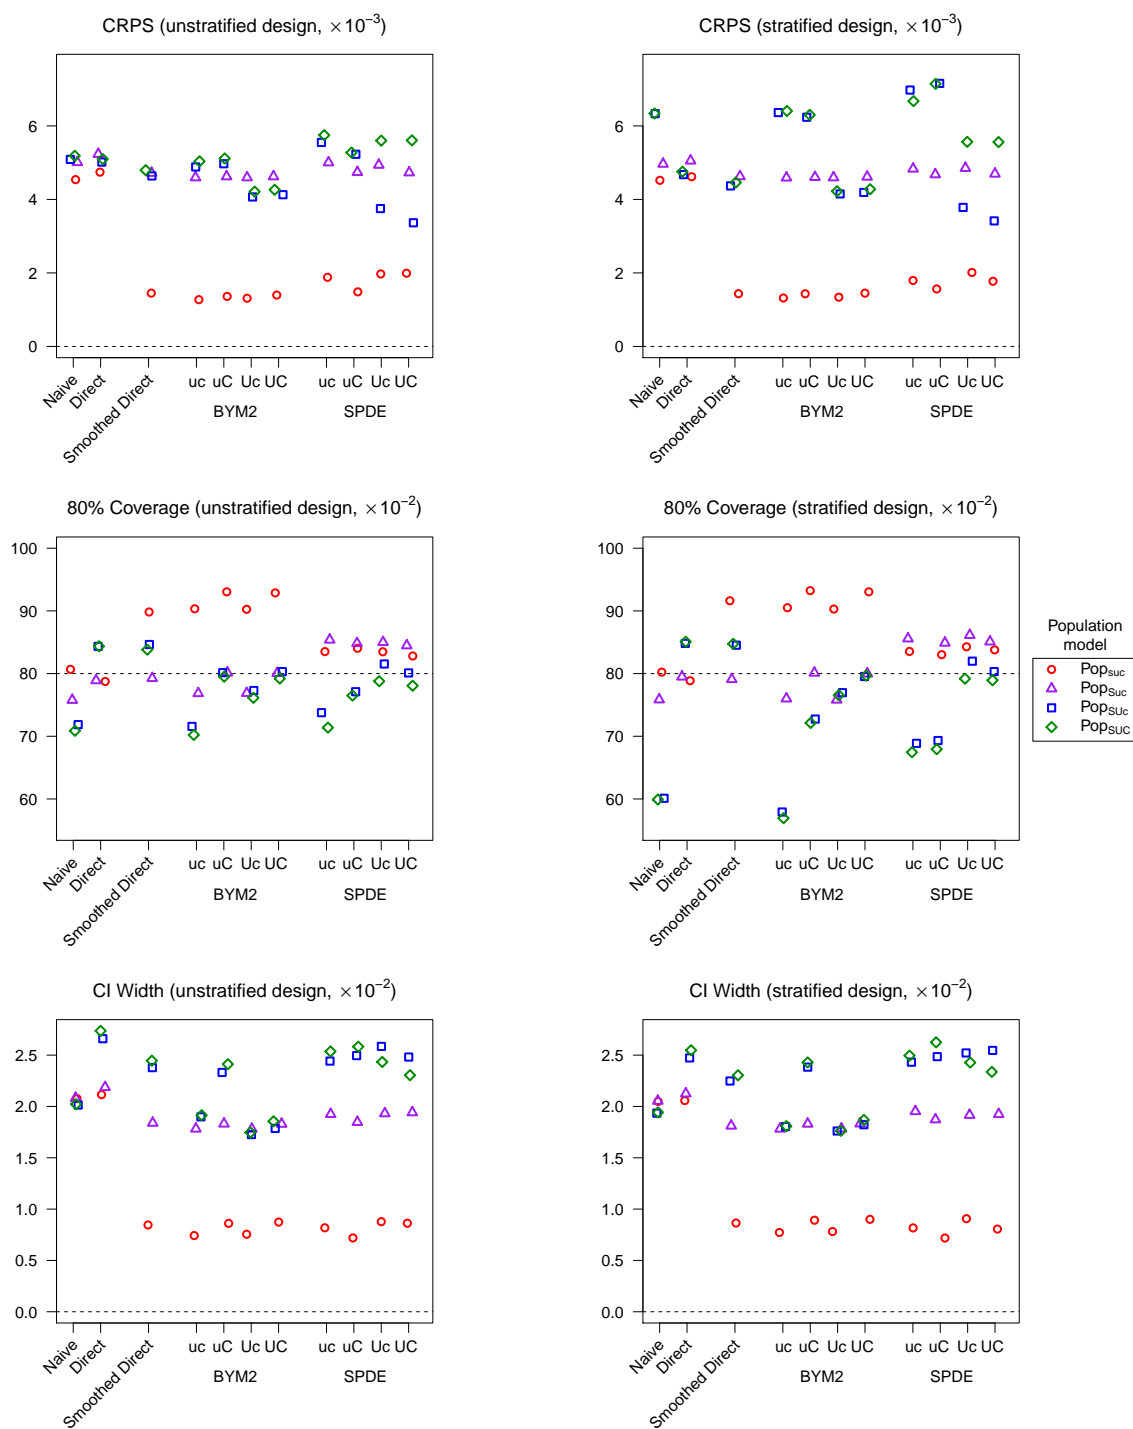 CRPS (unstratified design, ×10⁻³)
6
4
2
0
Naive
Direct
Smoothed Direct
uc uC Uc UC
uc uC Uc UC
BYM2
SPDE
CRPS (stratified design, ×10⁻³)
6
4
2
0
Naive
Direct
Smoothed Direct
uc uC Uc UC
uc uC Uc UC
BYM2
SPDE
80% Coverage (unstratified design, ×10⁻²)
100
90
80
70
60
Naive
Direct
Smoothed Direct
uc uC Uc UC
uc uC Uc UC
BYM2
SPDE
80% Coverage (stratified design, ×10⁻²)
100
90
80
70
60
Naive
Direct
Smoothed Direct
uc uC Uc UC
uc uC Uc UC
BYM2
SPDE
Population
model
Pop_suc
Pop_Suc
Pop_SUc
Pop_SUC
CI Width (unstratified design, ×10⁻²)
2.5
2.0
1.5
1.0
0.5
0.0
Naive
Direct
Smoothed Direct
uc uC Uc UC
uc uC Uc UC
BYM2
SPDE
CI Width (stratified design, ×10⁻²)
2.5
2.0
1.5
1.0
0.5
0.0
Naive
Direct
Smoothed Direct
uc uC Uc UC
uc uC Uc UC
BYM2
SPDE